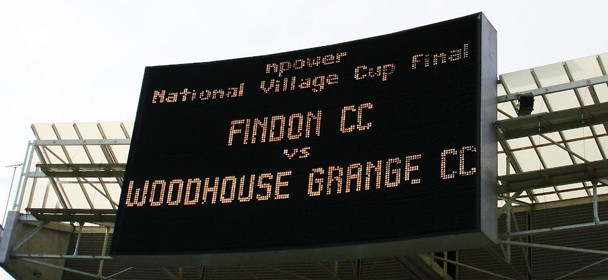 npower
National Village Cup Final
FINDON CC
vs
WOODHOUSE GRANGE CC